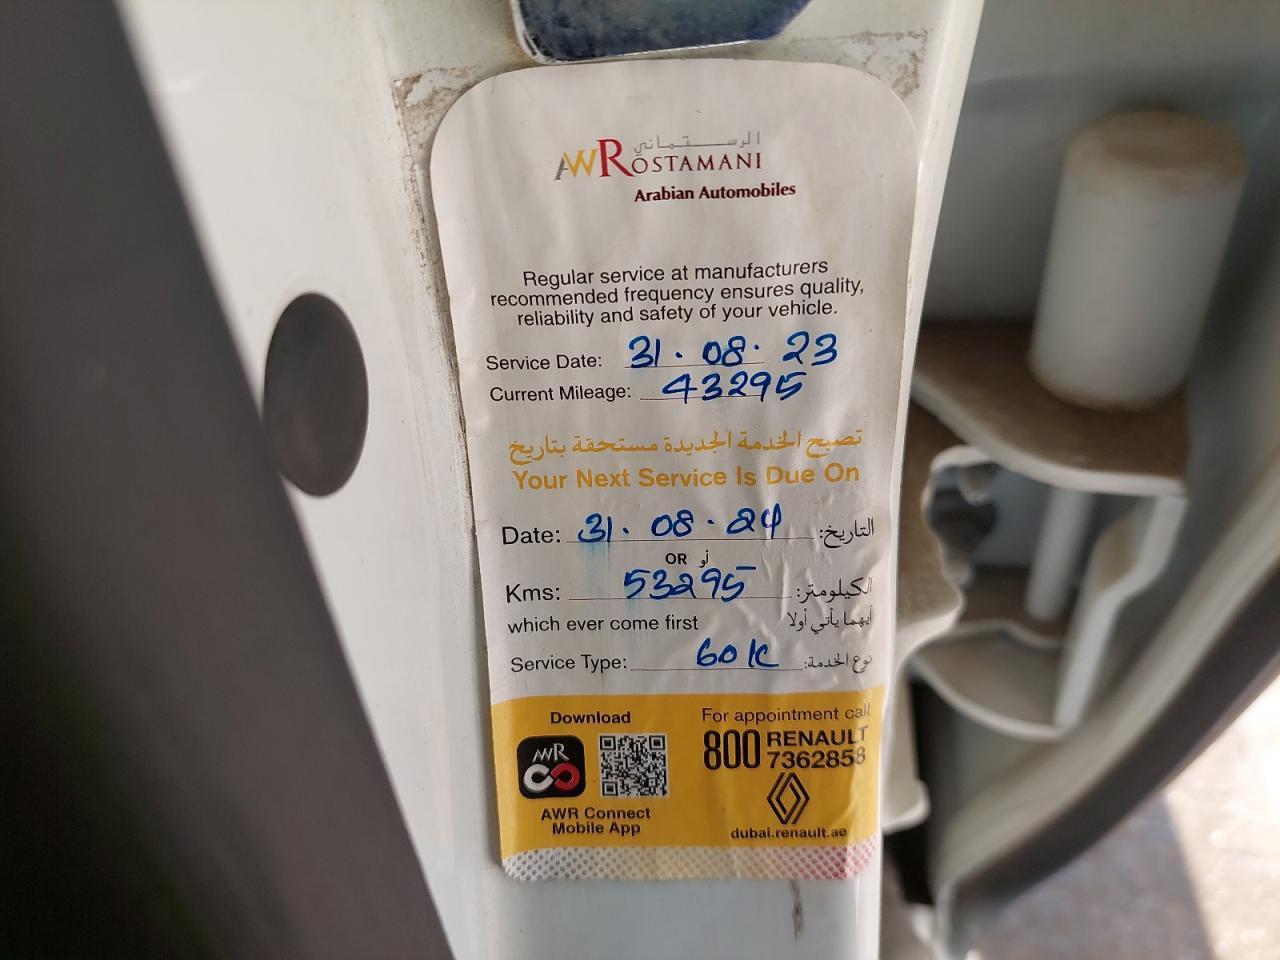 الرستماني
AWROSTAMANI
Arabian Automobiles
Regular service at manufacturers
recommended frequency ensures quality,
reliability and safety of your vehicle.
Service Date: 31.08.23
Current Mileage: 43295
تصبح الخدمة الجديدة مستحقة بتاريخ
Your Next Service Is Due On
Date: 31.08.24 التاريخ:
OR أو
Kms: 53295 الكيلومتر:
which ever come first أيهما يأتي أولا
Service Type: 60K نوع الخدمة:
Download
AWR
AWR Connect
Mobile App
For appointment call
800 RENAULT
7362858
dubai.renault.ae